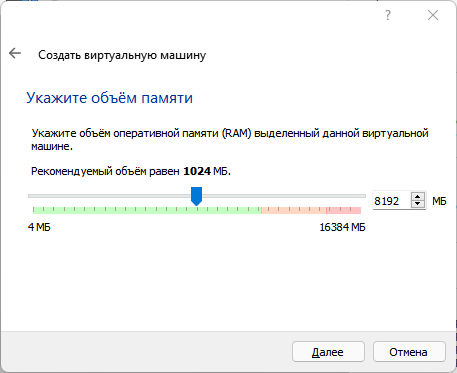 ?
Создать виртуальную машину
Укажите объём памяти
Укажите объём оперативной памяти (RAM) выделенный данной виртуальной
машине.
Рекомендуемый объём равен 1024 МБ.
8192 МБ
4 МБ 16384 МБ
Далее Отмена